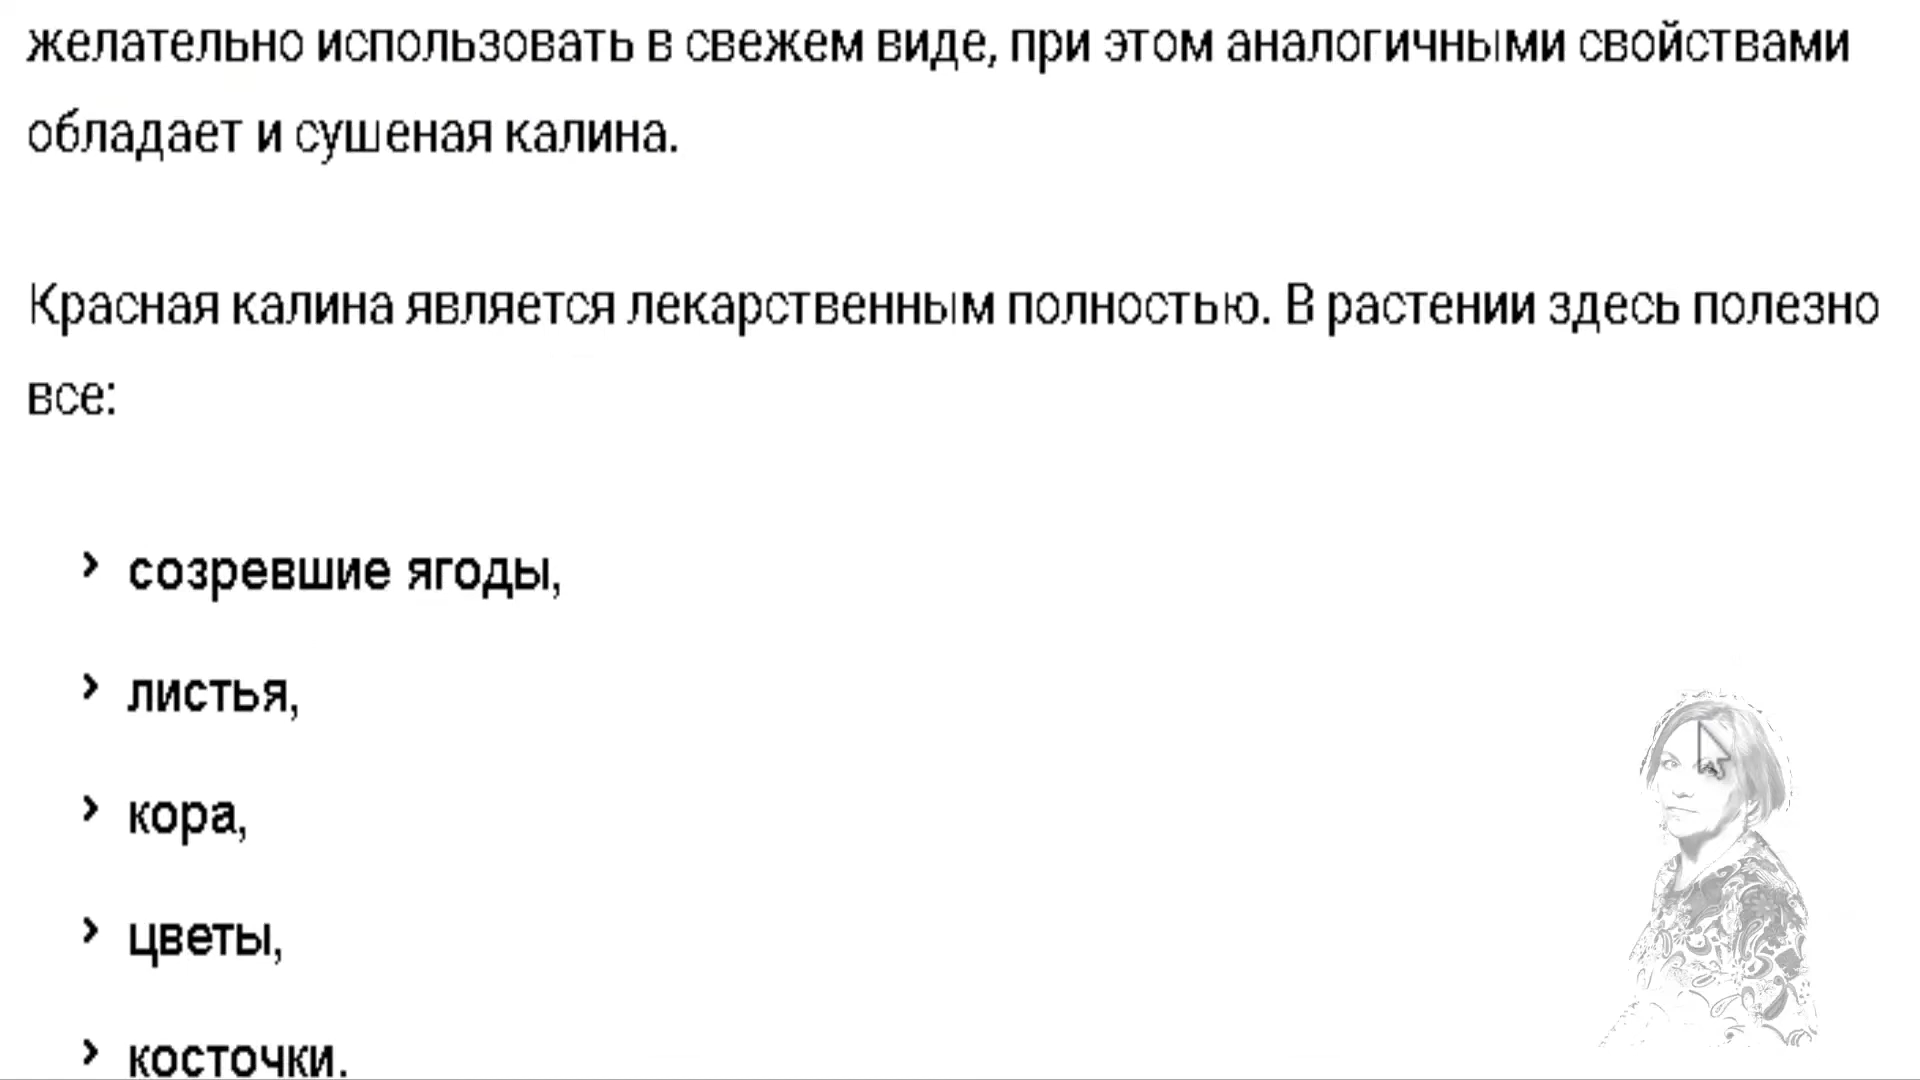 желательно использовать в свежем виде, при этом аналогичными свойствами
обладает и сушеная калина.
Красная калина является лекарственным полностью. В растении здесь полезно
все:
› созревшие ягоды,
› листья,
› кора,
› цветы,
› косточки.